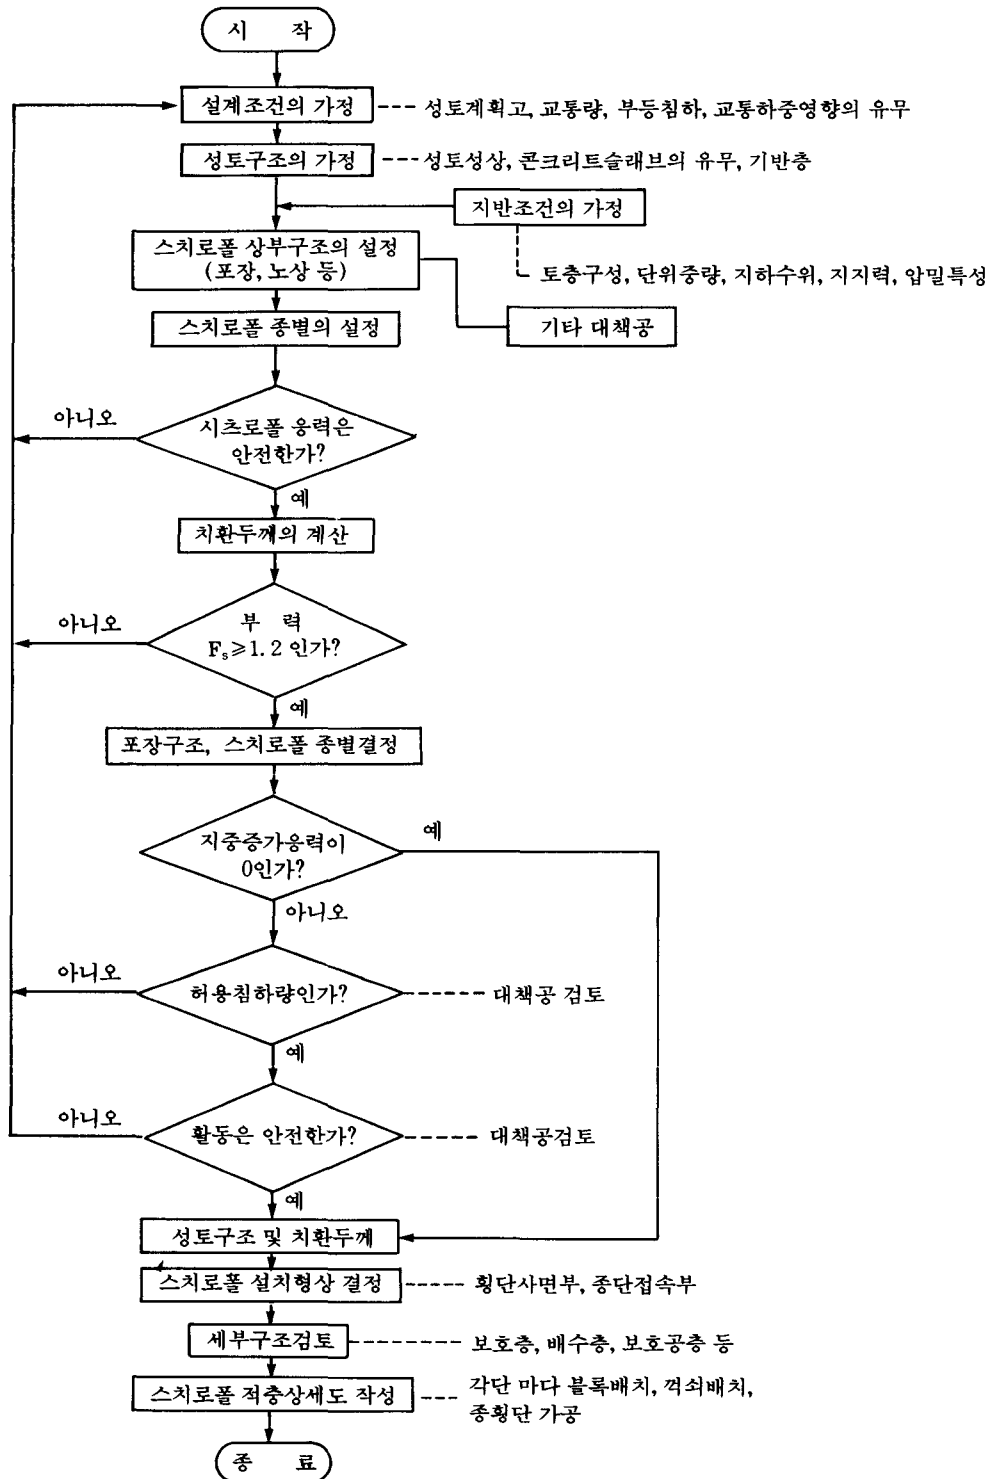 시 작
설계조건의 가정
성토계획고, 교통량, 부등침하, 교통하중영향의 유무
성토구조의 가정
성토성상, 콘크리트슬래브의 유무, 기반층
지반조건의 가정
스치로폴 상부구조의 설정
(포장, 노상 등)
토층구성, 단위중량, 지하수위, 지지력, 압밀특성
스치로폴 종별의 설정
기타 대책공
아니오
시츠로폴 응력은
안전한가?
예
치환두께의 계산
아니오
부 력
Fₛ≥1.2 인가?
예
포장구조, 스치로폴 종별결정
지중증가응력이
0인가?
예
아니오
아니오
허용침하량인가?
대책공 검토
예
아니오
활동은 안전한가?
대책공검토
예
성토구조 및 치환두께
스치로폴 설치형상 결정
횡단사면부, 종단접속부
세부구조검토
보호층, 배수층, 보호공층 등
스치로폴 적층상세도 작성
각단 마다 블록배치, 꺽쇠배치,
종횡단 가공
종 료